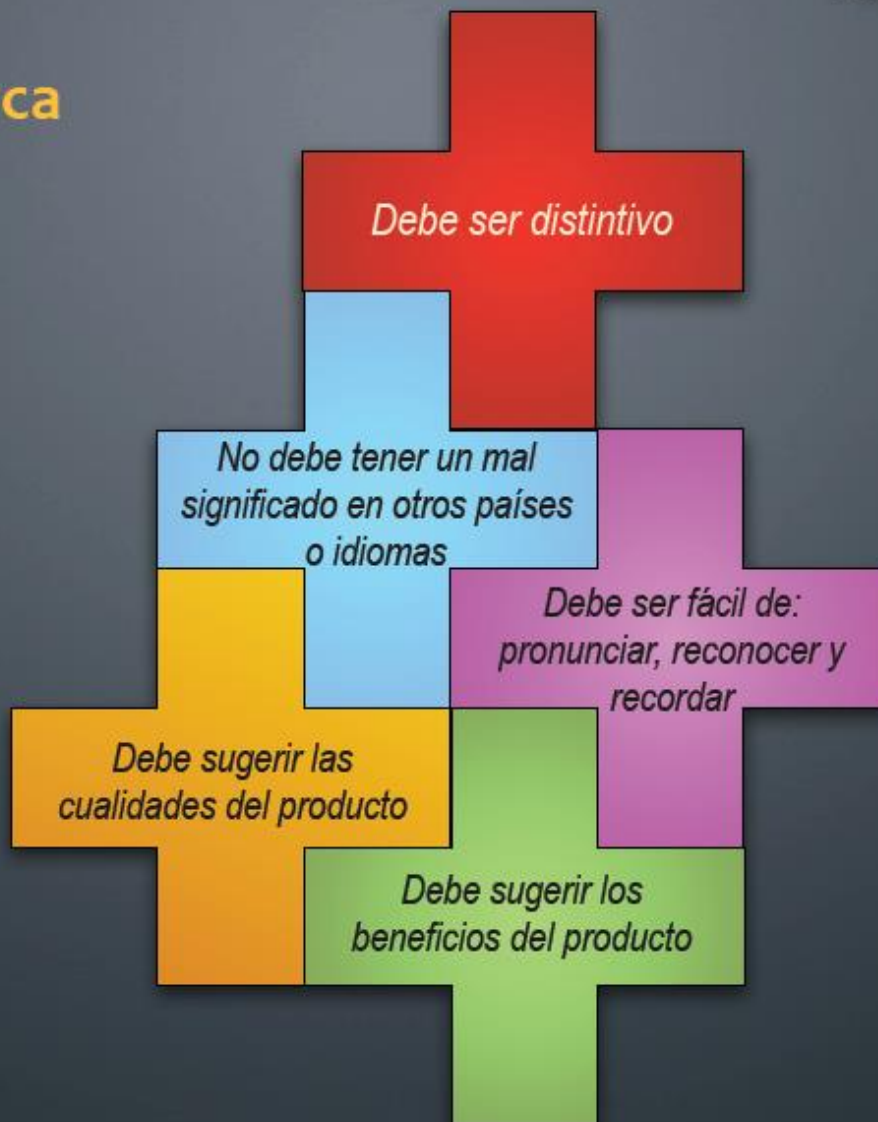 ca
Debe ser distintivo
No debe tener un mal
significado en otros países
o idiomas
Debe ser fácil de:
pronunciar, reconocer y
recordar
Debe sugerir las
cualidades del producto
Debe sugerir los
beneficios del producto